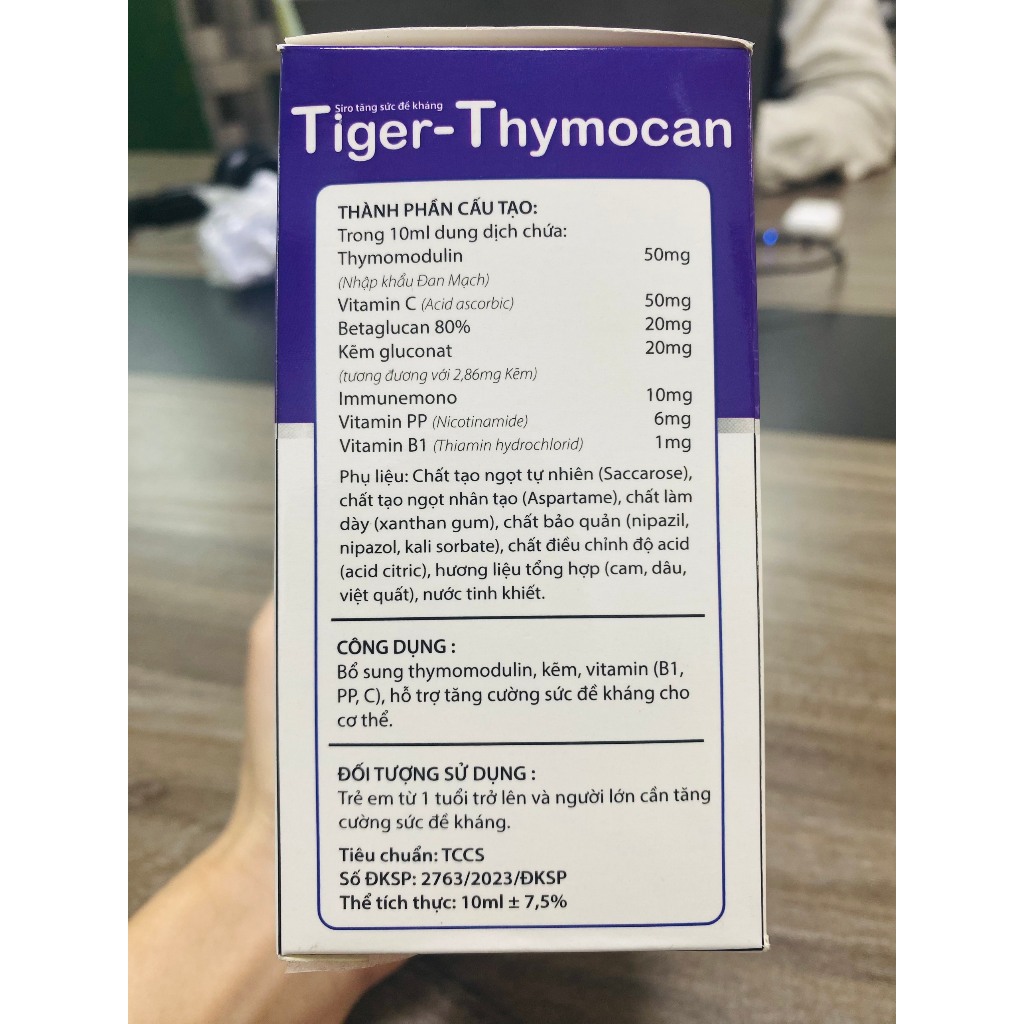 Siro tăng sức đề kháng
Tiger-Thymocan
THÀNH PHẦN CẤU TẠO:
Trong 10ml dung dịch chứa:
Thymomodulin 50mg
(Nhập khẩu Đan Mạch)
Vitamin C (Acid ascorbic) 50mg
Betaglucan 80% 20mg
Kẽm gluconat 20mg
(tương đương với 2,86mg Kẽm)
Immunemono 10mg
Vitamin PP (Nicotinamide) 6mg
Vitamin B1 (Thiamin hydrochlorid) 1mg
Phụ liệu: Chất tạo ngọt tự nhiên (Saccarose),
chất tạo ngọt nhân tạo (Aspartame), chất làm
dày (xanthan gum), chất bảo quản (nipazil,
nipazol, kali sorbate), chất điều chỉnh độ acid
(acid citric), hương liệu tổng hợp (cam, dâu,
việt quất), nước tinh khiết.
CÔNG DỤNG :
Bổ sung thymomodulin, kẽm, vitamin (B1,
PP, C), hỗ trợ tăng cường sức đề kháng cho
cơ thể.
ĐỐI TƯỢNG SỬ DỤNG :
Trẻ em từ 1 tuổi trở lên và người lớn cần tăng
cường sức đề kháng.
Tiêu chuẩn: TCCS
Số ĐKSP: 2763/2023/ĐKSP
Thể tích thực: 10ml ± 7,5%